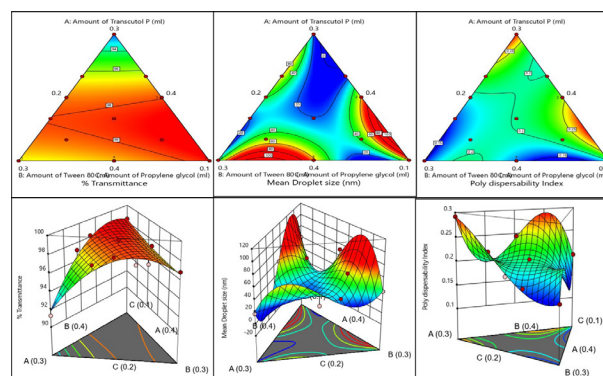 A: Amount of Transcutol P (ml)
0.3
0.2
0.4
0.3
0.4
0.1
B: Amount of Tween 80
Amount of Propylene glycol (ml)
% Transmittance
A: Amount of Transcutol P (ml)
0.3
0.2
0.4
0.3
0.4
0.1
B: Amount of Tween 80
Amount of Propylene glycol (ml)
Mean Droplet size (nm)
A: Amount of Transcutol P (ml)
0.3
0.2
0.4
0.3
0.4
0.1
B: Amount of Tween 80
Amount of Propylene glycol (ml)
Poly dispersability Index
% Transmittance
100
98
96
94
92
90
A (0.3)
B (0.4)
C (0.1)
C (0.2)
A (0.4)
B (0.3)
Mean Droplet size (nm)
120
100
80
60
40
20
0
-20
A (0.3)
B (0.4)
C (0.2)
A (0.4)
B (0.3)
Poly dispersability Index
0.3
0.25
0.2
0.15
0.1
A (0.3)
B (0.4)
C (0.1)
C (0.2)
A (0.4)
B (0.3)